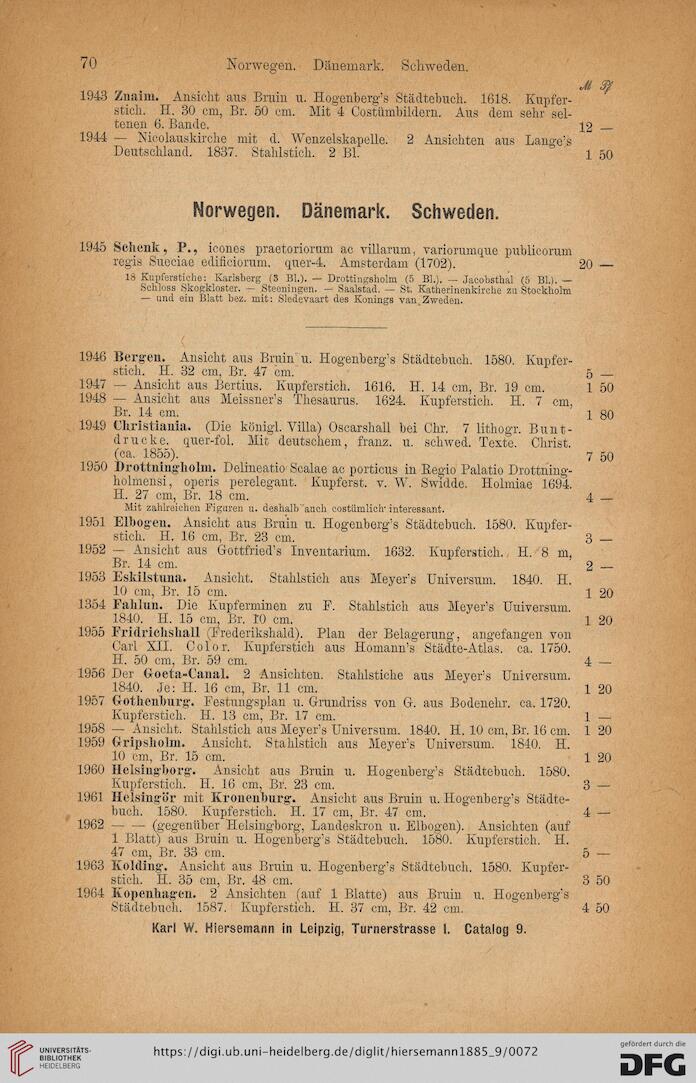 70 Norwegen. Dänemark. Schweden.
ℳ ₰
1943 Znaim. Ansicht aus Bruin u. Hogenberg's Städtebuch. 1618. Kupfer-
stich. H. 30 cm, Br. 50 cm. Mit 4 Costümbildern. Aus dem sehr sel-
tenen 6. Bande. 12 —
1944 — Nicolauskirche mit d. Wenzelskapelle. 2 Ansichten aus Lange's
Deutschland. 1837. Stahlstich. 2 Bl. 1 50
Norwegen. Dänemark. Schweden.
1945 Schenk, P., icones praetoriorum ac villarum, variorumque publicorum
regis Sueciae edificiorum. quer-4. Amsterdam (1702). 20 —
18 Kupferstiche: Karlsberg (3 Bl.). — Drottingsholm (5 Bl.). — Jacobsthal (5 Bl.). —
Schloss Skogkloster. — Steeningen. — Saalstad. — St. Katherinenkirche zu Stockholm
— und ein Blatt bez. mit: Sledevaart des Konings van Zweden.
1946 Bergen. Ansicht aus Bruin u. Hogenberg's Städtebuch. 1580. Kupfer-
stich. H. 32 cm, Br. 47 cm. 5 —
1947 — Ansicht aus Bertius. Kupferstich. 1616. H. 14 cm, Br. 19 cm. 1 50
1948 — Ansicht aus Meissner's Thesaurus. 1624. Kupferstich. H. 7 cm,
Br. 14 cm. 1 80
1949 Christiania. (Die königl. Villa) Oscarshall bei Chr. 7 lithogr. Bunt-
drucke. quer-fol. Mit deutschem, franz. u. schwed. Texte. Christ.
(ca. 1855). 7 50
1950 Drottningholm. Delineatio Scalae ac porticus in Regio Palatio Drottning-
holmensi, operis perelegant. Kupferst. v. W. Swidde. Holmiae 1694.
H. 27 cm, Br. 18 cm. 4 —
Mit zahlreichen Figuren u. deshalb auch costümlich interessant.
1951 Elbogen. Ansicht aus Bruin u. Hogenberg's Städtebuch. 1580. Kupfer-
stich. H. 16 cm, Br. 23 cm. 3 —
1952 — Ansicht aus Gottfried's Inventarium. 1632. Kupferstich. H. 8 m,
Br. 14 cm. 2 —
1953 Eskilstuna. Ansicht. Stahlstich aus Meyer's Universum. 1840. H.
10 cm, Br. 15 cm. 1 20
1354 Fahlun. Die Kupferminen zu F. Stahlstich aus Meyer's Universum.
1840. H. 15 cm, Br. 10 cm. 1 20
1955 Fridrichshall (Frederikshald). Plan der Belagerung, angefangen von
Carl XII. Color. Kupferstich aus Homann's Städte-Atlas. ca. 1750.
H. 50 cm, Br. 59 cm. 4 —
1956 Der Goeta-Canal. 2 Ansichten. Stahlstiche aus Meyer's Universum.
1840. Je: H. 16 cm, Br. 11 cm. 1 20
1957 Gothenburg. Festungsplan u. Grundriss von G. aus Bodenehr. ca. 1720.
Kupferstich. H. 13 cm, Br. 17 cm. 1 —
1958 — Ansicht. Stahlstich aus Meyer's Universum. 1840. H. 10 cm, Br. 16 cm. 1 20
1959 Gripsholm. Ansicht. Stahlstich aus Meyer's Universum. 1840. H.
10 cm, Br. 15 cm. 1 20
1960 Helsingborg. Ansicht aus Bruin u. Hogenberg's Städtebuch. 1580.
Kupferstich. H. 16 cm, Br. 23 cm. 3 —
1961 Helsingör mit Kronenburg. Ansicht aus Bruin u. Hogenberg's Städte-
buch. 1580. Kupferstich. H. 17 cm, Br. 47 cm. 4 —
1962 — — (gegenüber Helsingborg, Landeskron u. Elbogen). Ansichten (auf
1 Blatt) aus Bruin u. Hogenberg's Städtebuch. 1580. Kupferstich. H.
47 cm, Br. 33 cm. 5 —
1963 Kolding. Ansicht aus Bruin u. Hogenberg's Städtebuch. 1580. Kupfer-
stich. H. 35 cm, Br. 48 cm. 3 50
1964 Kopenhagen. 2 Ansichten (auf 1 Blatte) aus Bruin u. Hogenberg's
Städtebuch. 1587. Kupferstich. H. 37 cm, Br. 42 cm. 4 50
Karl W. Hiersemann in Leipzig, Turnerstrasse 1. Catalog 9.
UNIVERSITÄTS-
BIBLIOTHEK
HEIDELBERG
https://digi.ub.uni-heidelberg.de/diglit/hiersemann1885_9/0072
gefördert durch die
DFG